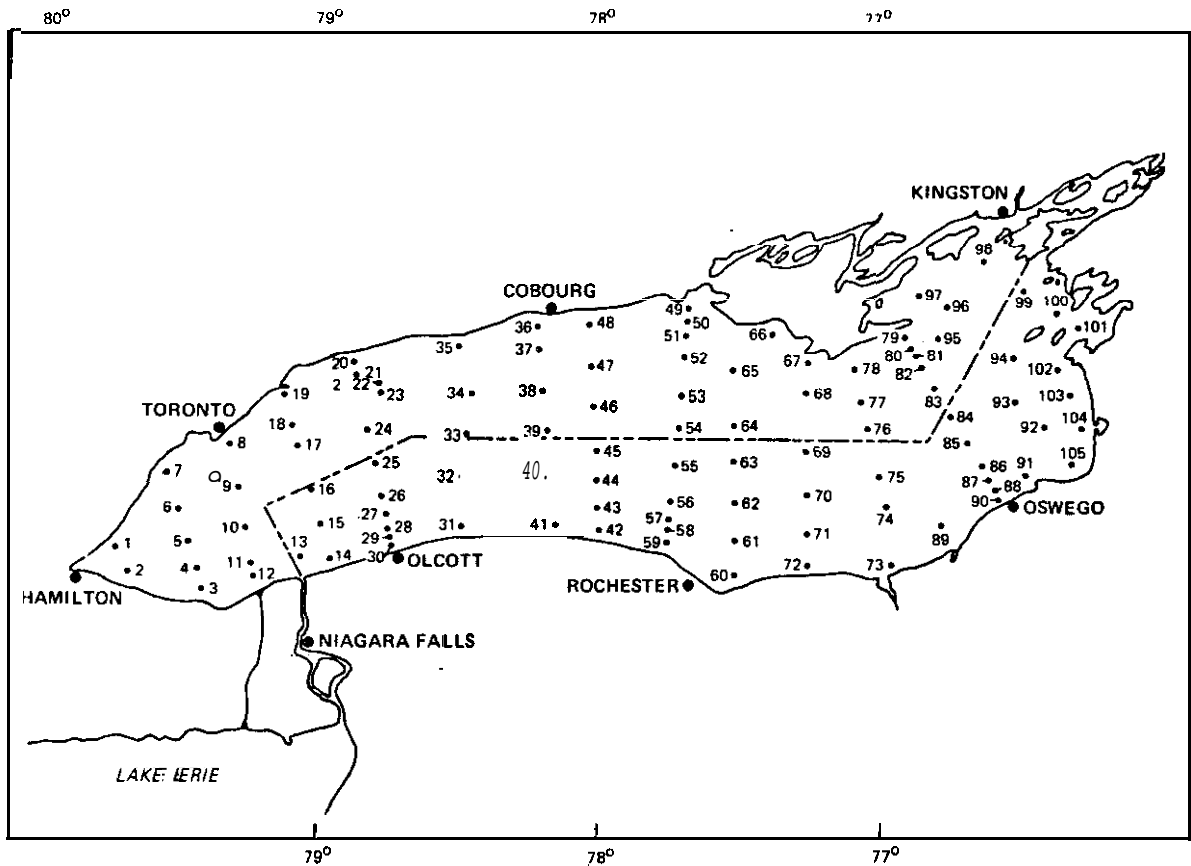 80° 79° 78° 77°
KINGSTON
98
97 96 99 100
COBOURG
49 50 101
36 48
51 66 79 95
35 37 52 80 81 94
20 21 47 65 67 78 82 102
2 22 23
19 34 38 53 68 83 93 103
46 77
TORONTO
18 24 33 39 54 64 76 84 92 104
8 17 45 69 85
7 25 32 40. 55 63 75 86 91 105
9 16 44 87 88
6 26 43 56 62 70 74 90 OSWEGO
10 15 27 28 31 41 42 57 58 71 89
1 5 13 29 59 61
2 4 11 12 14 30 OLCOTT 60 72 73
3 ROCHESTER
HAMILTON
NIAGARA FALLS
LAKE ERIE
79° 78° 77°